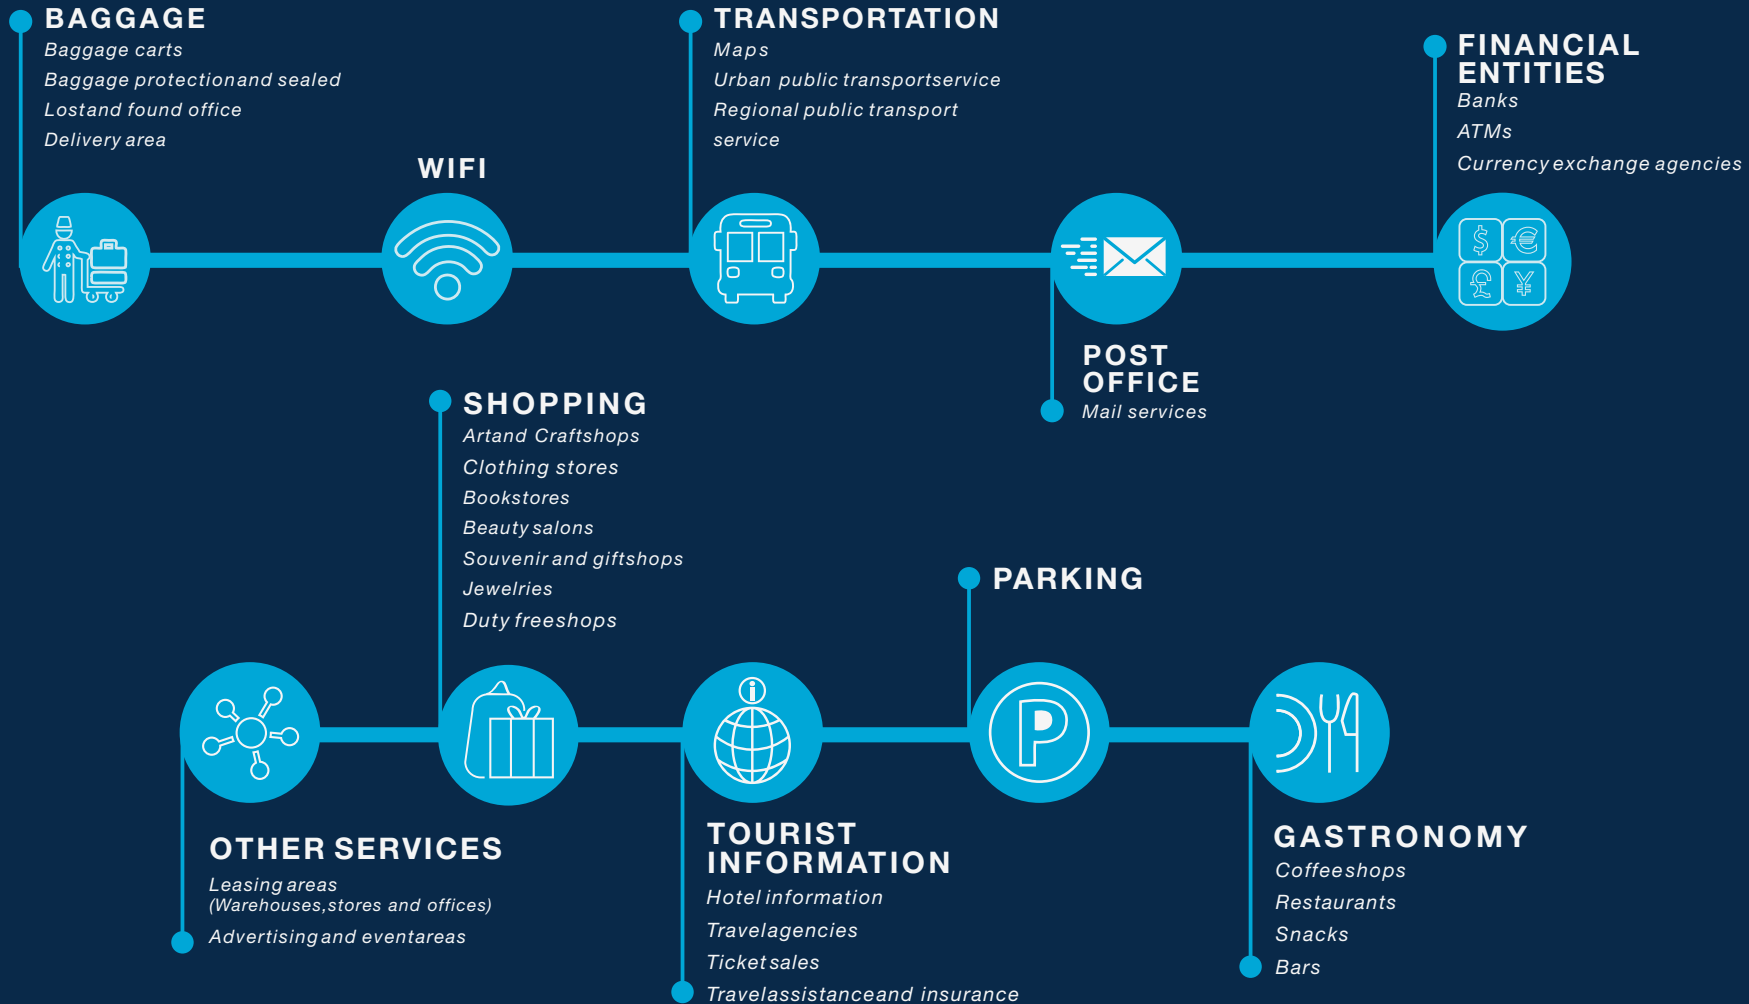 BAGGAGE
Baggage carts
Baggage protectionand sealed
Lostand found office
Delivery area
WIFI
TRANSPORTATION
Maps
Urban public transportservice
Regional public transport
service
POST
OFFICE
Mail services
FINANCIAL
ENTITIES
Banks
ATMs
Currency exchange agencies
$
€
£
¥
OTHER SERVICES
Leasing areas
(Warehouses,stores and offices)
Advertising and eventareas
SHOPPING
Artand Craftshops
Clothing stores
Bookstores
Beauty salons
Souvenir and giftshops
Jewelries
Duty freeshops
i
TOURIST
INFORMATION
Hotel information
Travelagencies
Ticket sales
Travelassistanceand insurance
PARKING
P
GASTRONOMY
Coffeeshops
Restaurants
Snacks
Bars